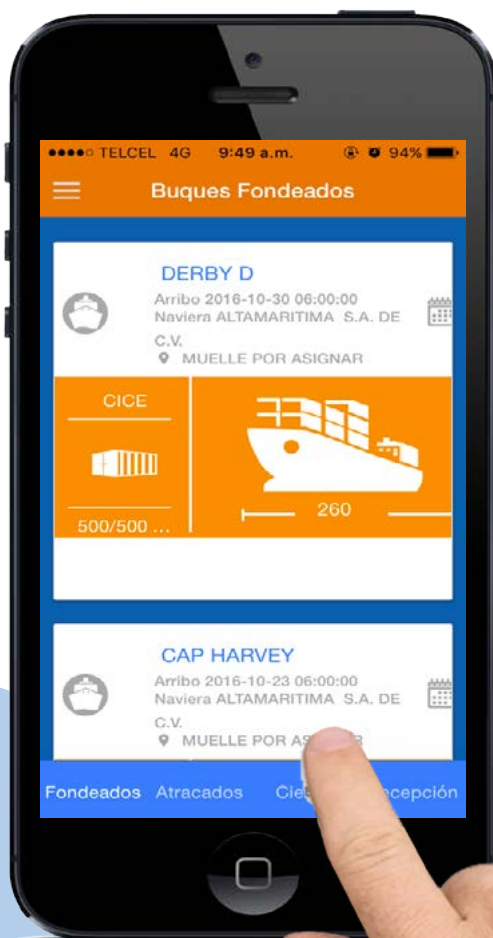 TELCEL 4G 9:49 a.m. 94%
Buques Fondeados
DERBY D
Arribo 2016-10-30 06:00:00
Naviera ALTAMARITIMA S.A. DE
C.V.
MUELLE POR ASIGNAR
CICE
500/500 ...
260
CAP HARVEY
Arribo 2016-10-23 06:00:00
Naviera ALTAMARITIMA S.A. DE
C.V.
MUELLE POR
Fondeados Atracados